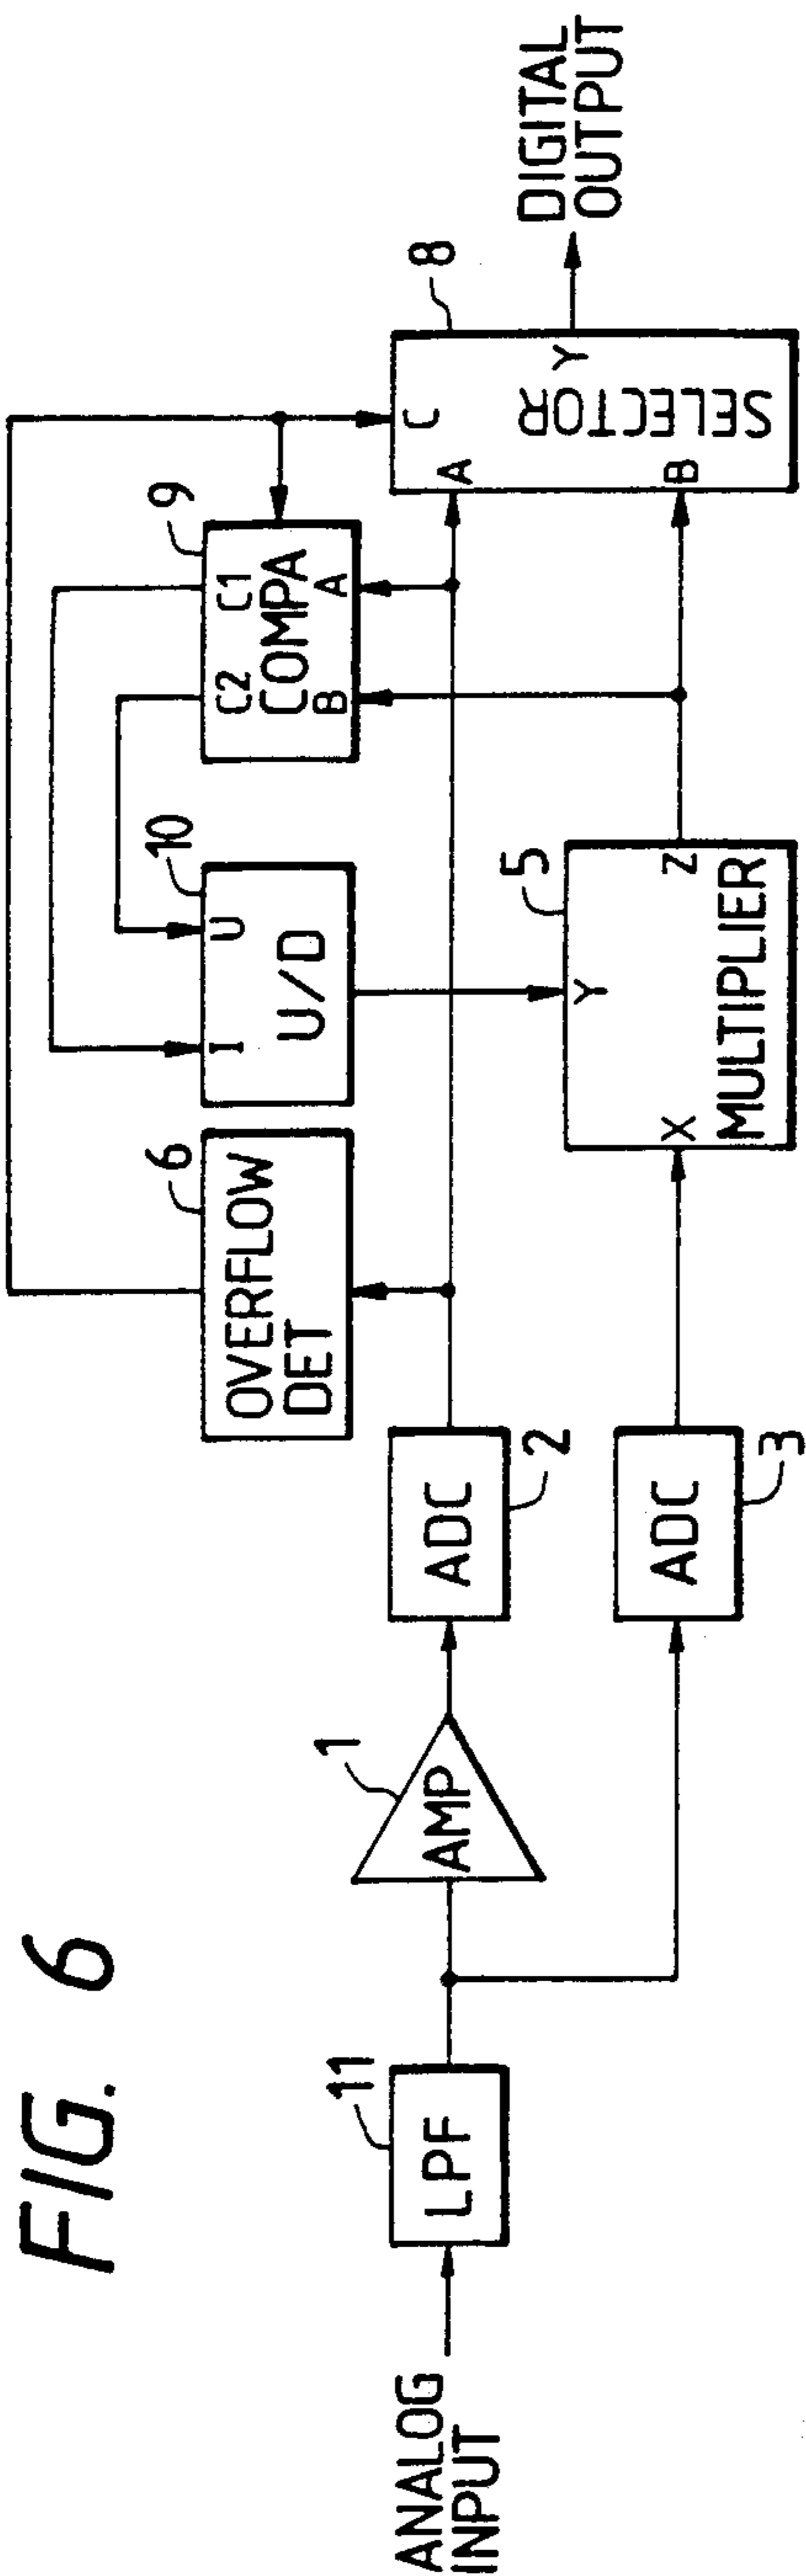 FIG. 6
ANALOG
INPUT
11
LPF
1
AMP
ADC
2
ADC
3
6
OVERFLOW
DET
10
I
U
U/D
9
C2
C1
COMPA
B
A
5
Y
X
Z
MULTIPLIER
8
C
A
Y
B
SELECTOR
DIGITAL
OUTPUT